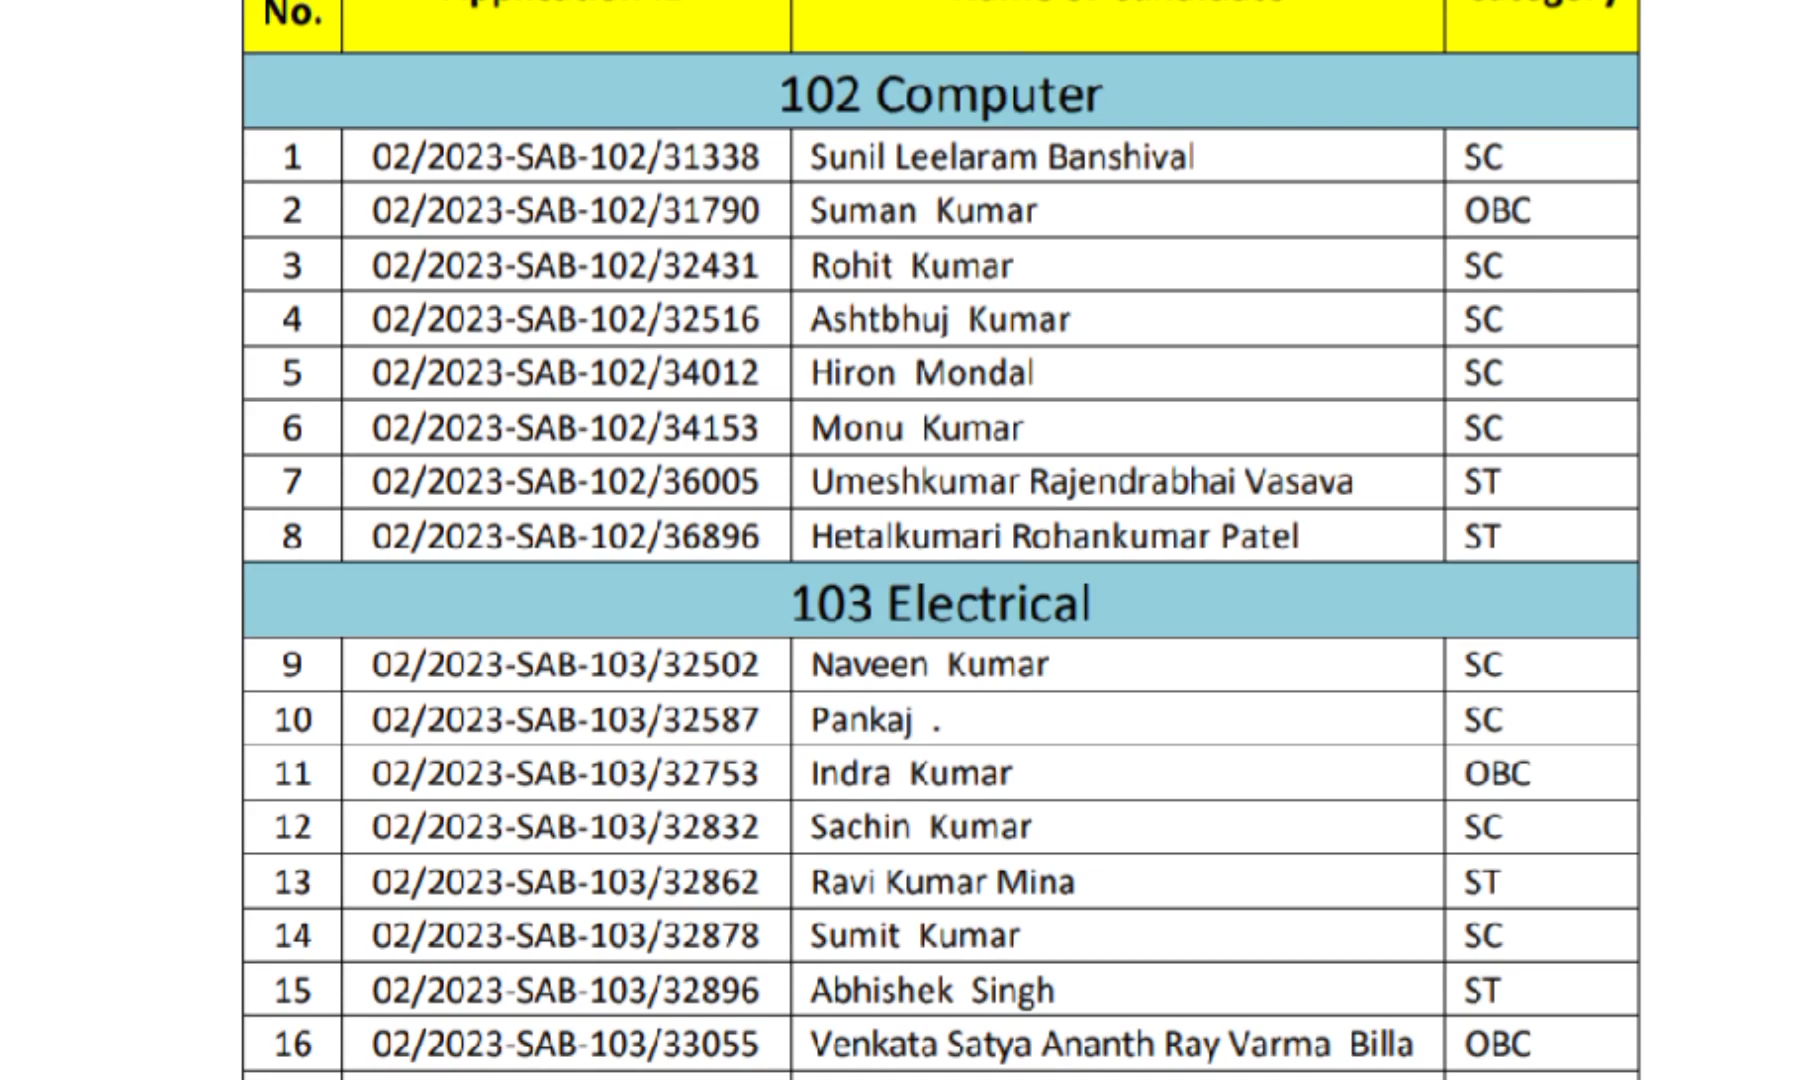 No.
102 Computer
1 02/2023-SAB-102/31338 Sunil Leelaram Banshival SC
2 02/2023-SAB-102/31790 Suman Kumar OBC
3 02/2023-SAB-102/32431 Rohit Kumar SC
4 02/2023-SAB-102/32516 Ashtbhuj Kumar SC
5 02/2023-SAB-102/34012 Hiron Mondal SC
6 02/2023-SAB-102/34153 Monu Kumar SC
7 02/2023-SAB-102/36005 Umeshkumar Rajendrabhai Vasava ST
8 02/2023-SAB-102/36896 Hetalkumari Rohankumar Patel ST
103 Electrical
9 02/2023-SAB-103/32502 Naveen Kumar SC
10 02/2023-SAB-103/32587 Pankaj . SC
11 02/2023-SAB-103/32753 Indra Kumar OBC
12 02/2023-SAB-103/32832 Sachin Kumar SC
13 02/2023-SAB-103/32862 Ravi Kumar Mina ST
14 02/2023-SAB-103/32878 Sumit Kumar SC
15 02/2023-SAB-103/32896 Abhishek Singh ST
16 02/2023-SAB-103/33055 Venkata Satya Ananth Ray Varma Billa OBC